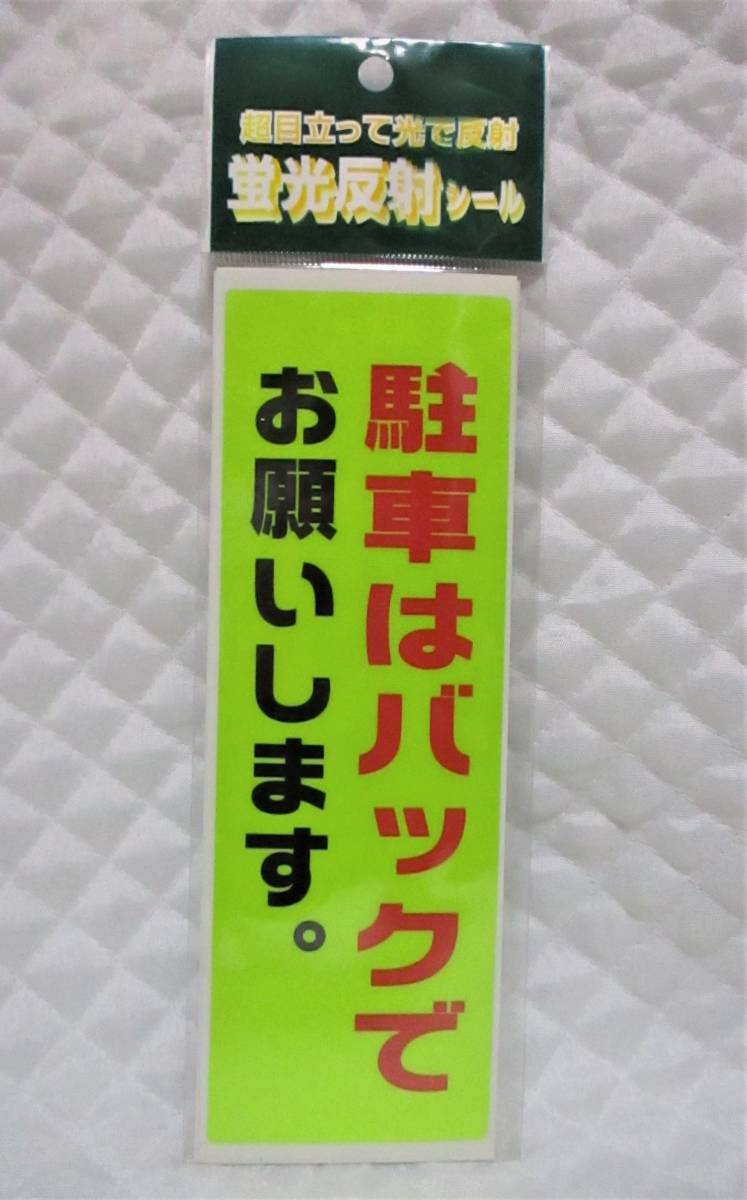 超目立って光で反射
蛍光反射シール
駐車はバックで
お願いします。